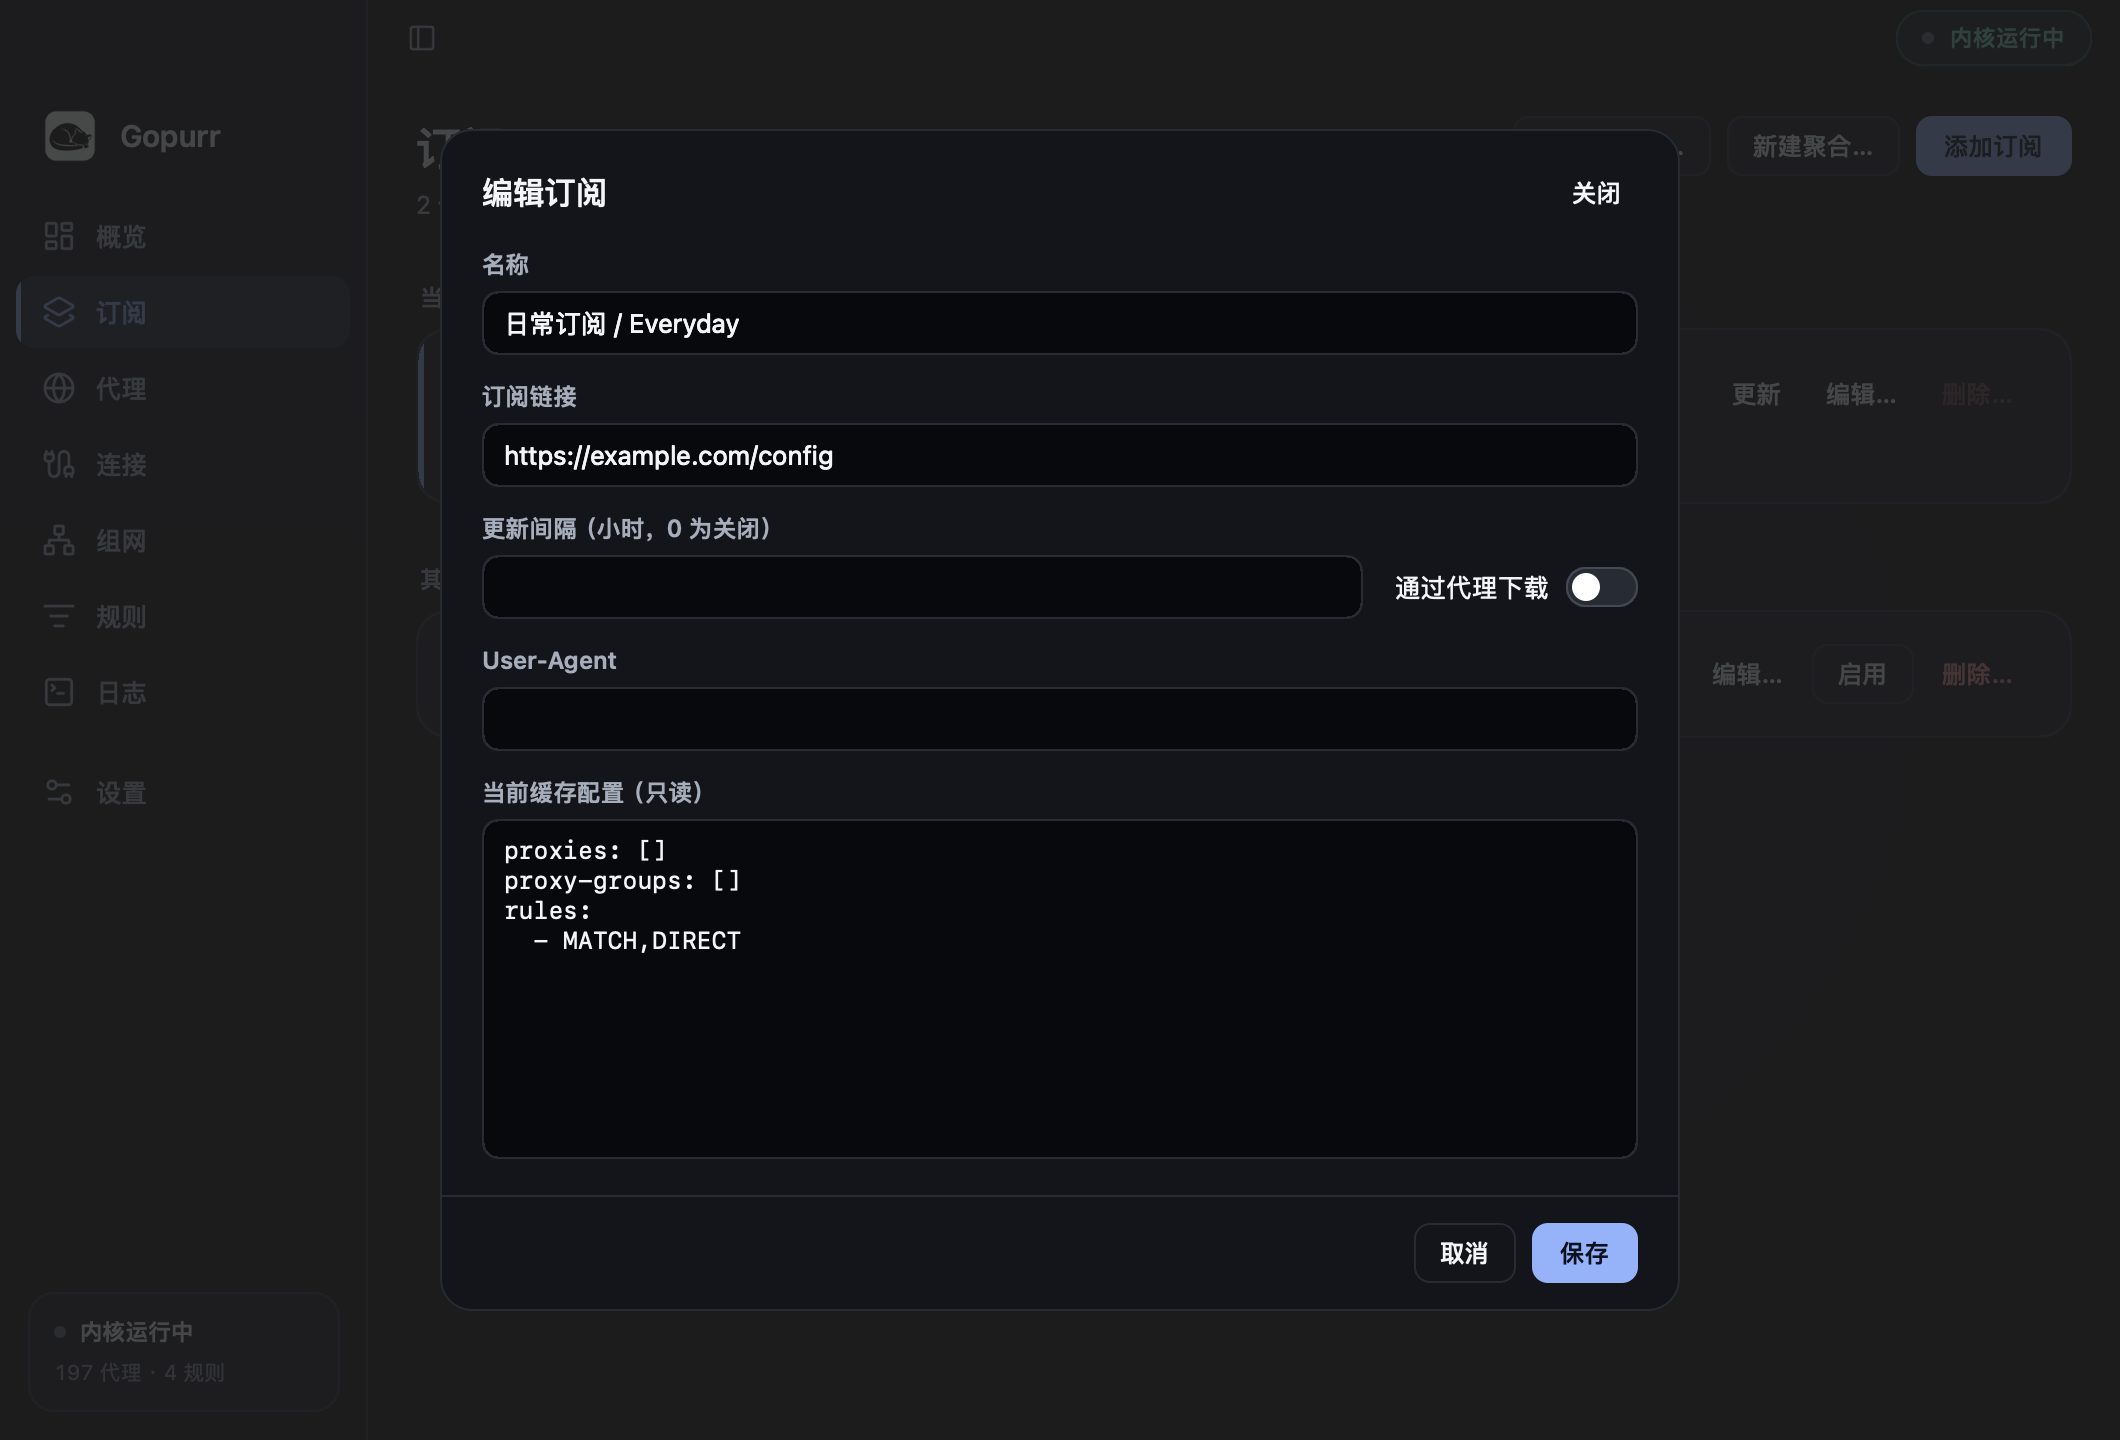 内核运行中
Gopurr
新建聚合...
添加订阅
概览
订阅
代理
连接
组网
规则
日志
设置
内核运行中
197 代理 · 4 规则
更新
编辑...
删除...
编辑...
启用
删除...
编辑订阅
关闭
名称
日常订阅 / Everyday
订阅链接
https://example.com/config
更新间隔（小时，0 为关闭）
通过代理下载
User-Agent
当前缓存配置（只读）
proxies: []
proxy-groups: []
rules:
  - MATCH,DIRECT
取消
保存